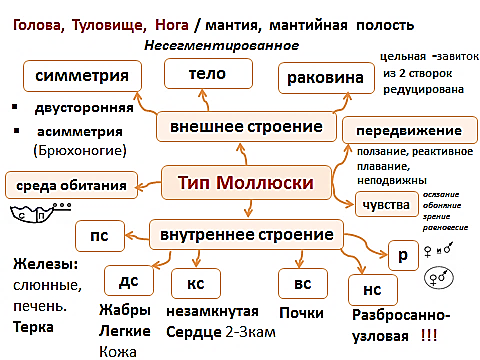 Голова, Туловище, Нога / мантия, мантийная полость
Несегментированное
цельная -завиток
из 2 створок
редуцирована
симметрия
тело
раковина
двусторонняя
асимметрия
(Брюхоногие)
внешнее строение
передвижение
ползание, реактивное
плавание,
неподвижны
среда обитания
Тип Моллюски
чувства
осязание
обоняние
зрение
равновесие
с п
пс
внутреннее строение
р
♀ и ♂
♀♂
Железы:
слюнные,
печень.
Терка
дс
кс
вс
нс
Жабры
Легкие
Кожа
незамкнутая
Сердце 2-3кам
Почки
Разбросанно-
узловая !!!